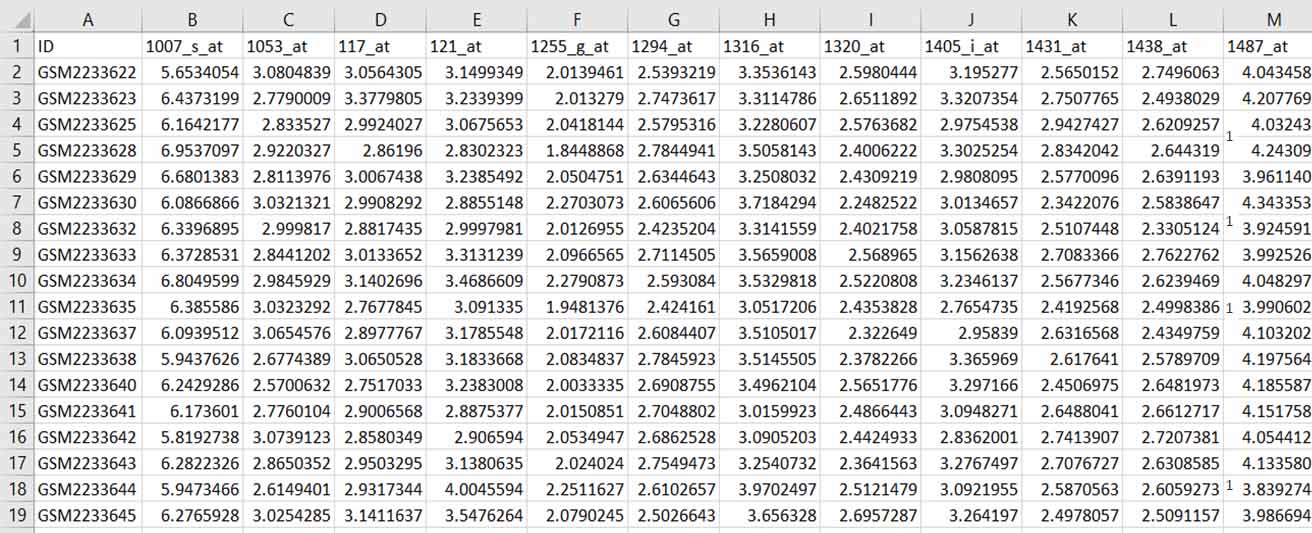 A B C D E F G H I J K L M
1 ID 1007_s_at 1053_at 117_at 121_at 1255_g_at 1294_at 1316_at 1320_at 1405_i_at 1431_at 1438_at 1487_at
2 GSM2233622 5.6534054 3.0804839 3.0564305 3.1499349 2.0139461 2.5393219 3.3536143 2.5980444 3.195277 2.5650152 2.7496063 4.043458
3 GSM2233623 6.4373199 2.7790009 3.3779805 3.2339399 2.013279 2.7473617 3.3114786 2.6511892 3.3207354 2.7507765 2.4938029 4.207769
4 GSM2233625 6.1642177 2.833527 2.9924027 3.0675653 2.0418144 2.5795316 3.2280607 2.5763682 2.9754538 2.9427427 2.6209257 1 4.03243
5 GSM2233628 6.9537097 2.9220327 2.86196 2.8302323 1.8448868 2.7844941 3.5058143 2.4006222 3.3025254 2.8342042 2.644319 4.24309
6 GSM2233629 6.6801383 2.8113976 3.0067438 3.2385492 2.0504751 2.6344643 3.2508032 2.4309219 2.9808095 2.5770096 2.6391193 3.961140
7 GSM2233630 6.0866866 3.0321321 2.9908292 2.8855148 2.2703073 2.6065606 3.7184294 2.2482522 3.0134657 2.3422076 2.5838647 4.343353
8 GSM2233632 6.3396895 2.999817 2.8817435 2.9997981 2.0126955 2.4235204 3.3141559 2.4021758 3.0587815 2.5107448 2.3305124 1 3.924591
9 GSM2233633 6.3728531 2.8441202 3.0133652 3.3131239 2.0966565 2.7114505 3.5659008 2.568965 3.1562638 2.7083366 2.7622762 3.992526
10 GSM2233634 6.8049599 2.9845929 3.1402696 3.4686609 2.2790873 2.593084 3.5329818 2.5220808 3.2346137 2.5677346 2.6239469 4.048297
11 GSM2233635 6.385586 3.0323292 2.7677845 3.091335 1.9481376 2.424161 3.0517206 2.4353828 2.7654735 2.4192568 2.4998386 1 3.990602
12 GSM2233637 6.0939512 3.0654576 2.8977767 3.1785548 2.0172116 2.6084407 3.5105017 2.322649 2.95839 2.6316568 2.4349759 4.103202
13 GSM2233638 5.9437626 2.6774389 3.0650528 3.1833668 2.0834837 2.7845923 3.5145505 2.3782266 3.365969 2.617641 2.5789709 4.197564
14 GSM2233640 6.2429286 2.5700632 2.7517033 3.2383008 2.0033335 2.6908755 3.4962104 2.5651776 3.297166 2.4506975 2.6481973 4.185587
15 GSM2233641 6.173601 2.7760104 2.9006568 2.8875377 2.0150851 2.7048802 3.0159923 2.4866443 3.0948271 2.6488041 2.6612717 4.151758
16 GSM2233642 5.8192738 3.0739123 2.8580349 2.906594 2.0534947 2.6862528 3.0905203 2.4424933 2.8362001 2.7413907 2.7207381 4.054412
17 GSM2233643 6.2822326 2.8650352 2.9503295 3.1380635 2.024024 2.7549473 3.2540732 2.3641563 3.2767497 2.7076727 2.6308585 4.133580
18 GSM2233644 5.9473466 2.6149401 2.9317344 4.0045594 2.2511627 2.6102657 3.9702497 2.5121479 3.0921955 2.5870563 2.6059273 1 3.839274
19 GSM2233645 6.2765928 3.0254285 3.1411637 3.5476264 2.0790245 2.5026643 3.656328 2.6957287 3.264197 2.4978057 2.5091157 3.986694